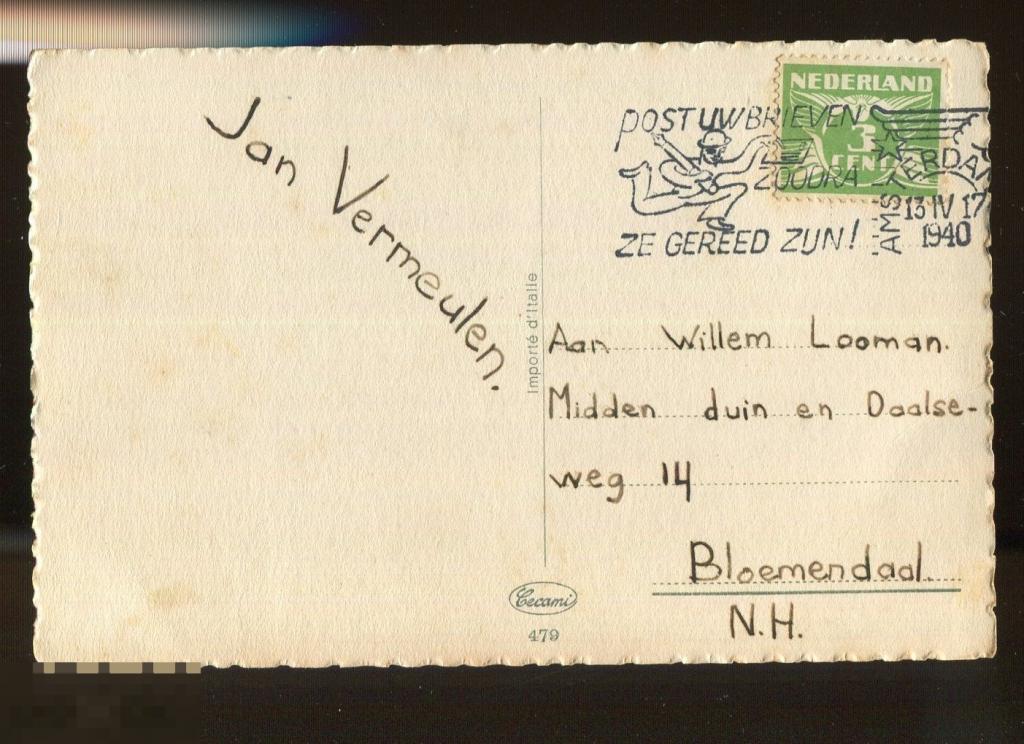 Jan Vermeulen.
NEDERLAND
3
CENT
POST UW BRIEVEN
ZOODRA
ZE GEREED ZIJN!
AMSTERDAM
13 IV 17
1940
Importé d'Italie
Aan Willem Looman.
Midden duin en Daalse-
weg 14
Bloemendaal.
N.H.
Cecami
479